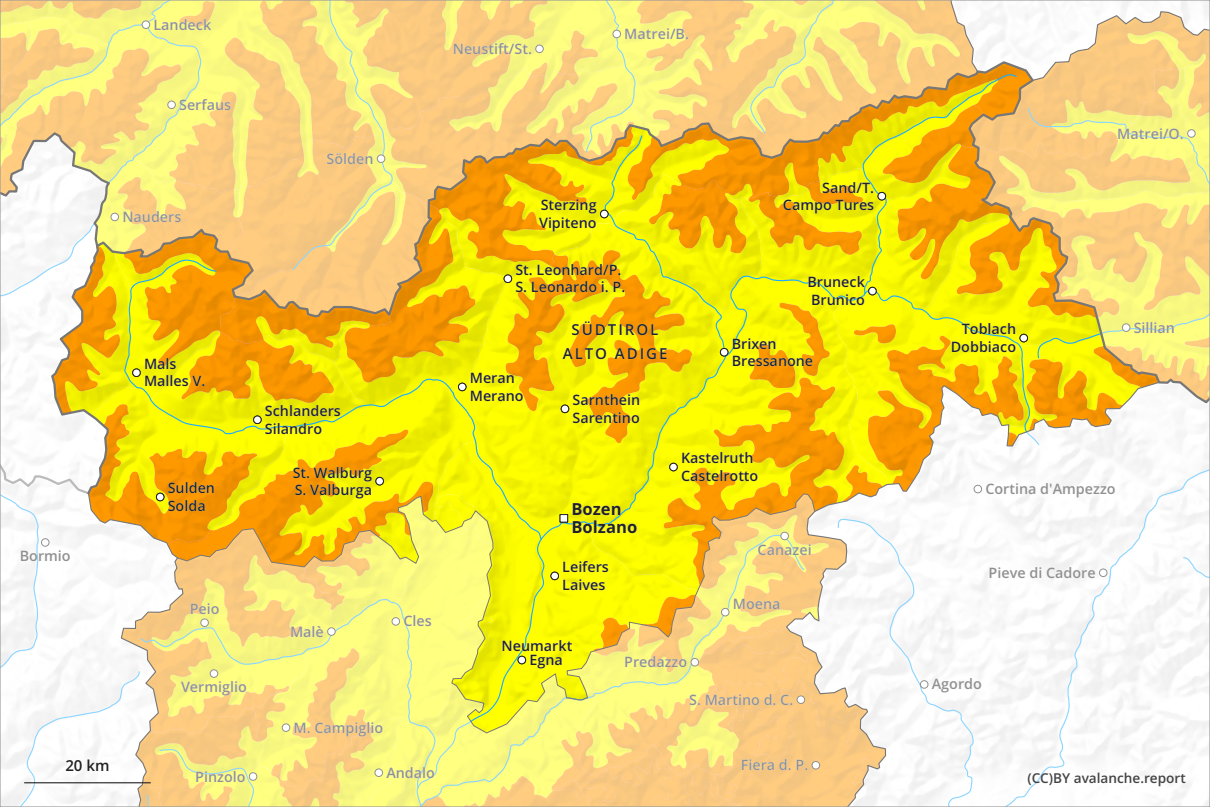 Landeck
Matrei/B.
Neustift/St.
Serfaus
Matrei/O.
Sölden
Sand/T.
Campo Tures
Sterzing
Vipiteno
Nauders
St. Leonhard/P.
S. Leonardo i. P.
Bruneck
Brunico
SÜDTIROL
ALTO ADIGE
Toblach
Dobbiaco
Sillian
Brixen
Bressanone
Mals
Malles V.
Meran
Merano
Sarnthein
Sarentino
Schlanders
Silandro
Kastelruth
Castelrotto
St. Walburg
S. Valburga
Sulden
Solda
Cortina d'Ampezzo
Bozen
Bolzano
Bormio
Canazei
Leifers
Laives
Pieve di Cadore
Peio
Moena
Malè
Cles
Neumarkt
Egna
Predazzo
Vermiglio
Agordo
S. Martino d. C.
M. Campiglio
Fiera d. P.
20 km
Pinzolo
Andalo
(CC)BY avalanche.report